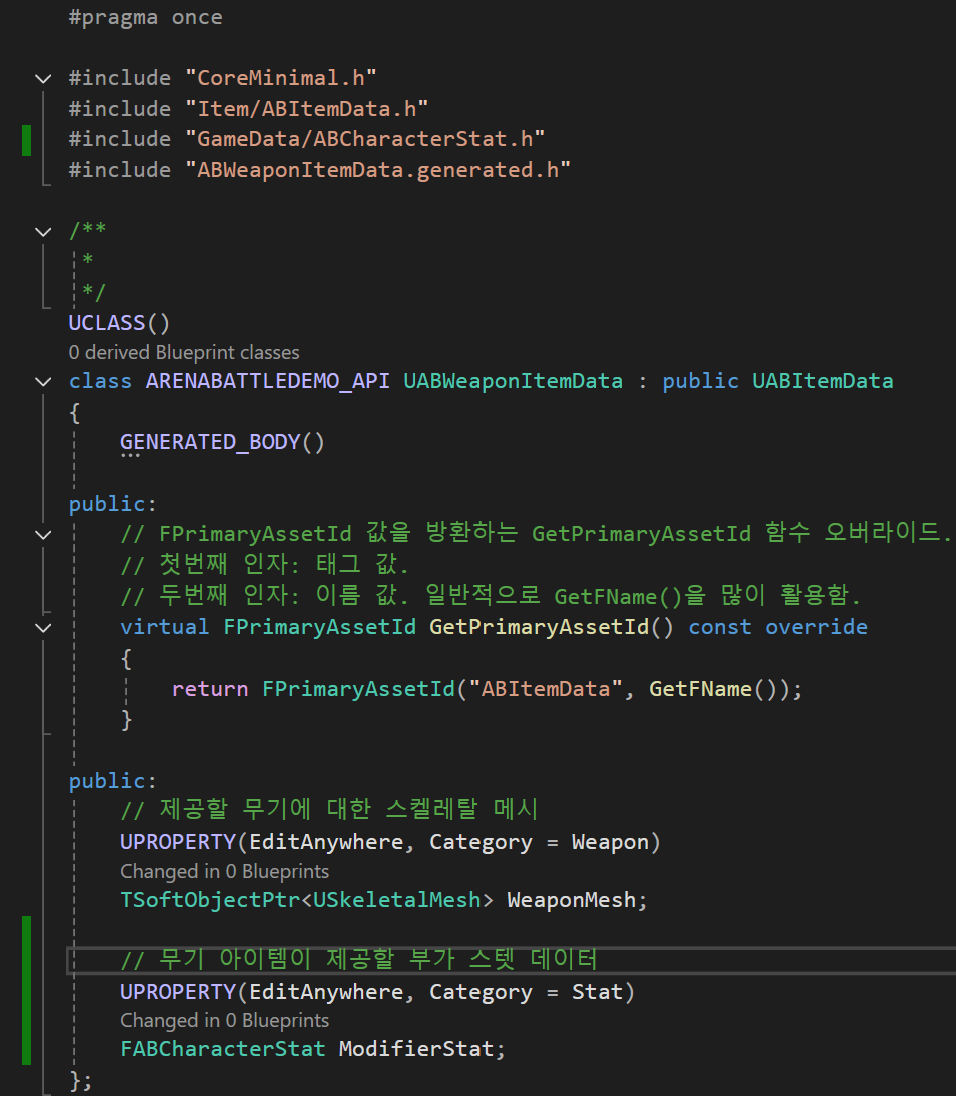 #pragma once
#include "CoreMinimal.h"
#include "Item/ABItemData.h"
#include "GameData/ABCharacterStat.h"
#include "ABWeaponItemData.generated.h"
/**
*
*/
UCLASS()
0 derived Blueprint classes
class ARENABATTLEDEMO_API UABWeaponItemData : public UABItemData
{
GENERATED_BODY()
public:
// FPrimaryAssetId 값을 방환하는 GetPrimaryAssetId 함수 오버라이드.
// 첫번째 인자: 태그 값.
// 두번째 인자: 이름 값. 일반적으로 GetFName()을 많이 활용함.
virtual FPrimaryAssetId GetPrimaryAssetId() const override
{
return FPrimaryAssetId("ABItemData", GetFName());
}
public:
// 제공할 무기에 대한 스켈레탈 메시
UPROPERTY(EditAnywhere, Category = Weapon)
Changed in 0 Blueprints
TSoftObjectPtr<USkeletalMesh> WeaponMesh;
// 무기 아이템이 제공할 부가 스텟 데이터
UPROPERTY(EditAnywhere, Category = Stat)
Changed in 0 Blueprints
FABCharacterStat ModifierStat;
};